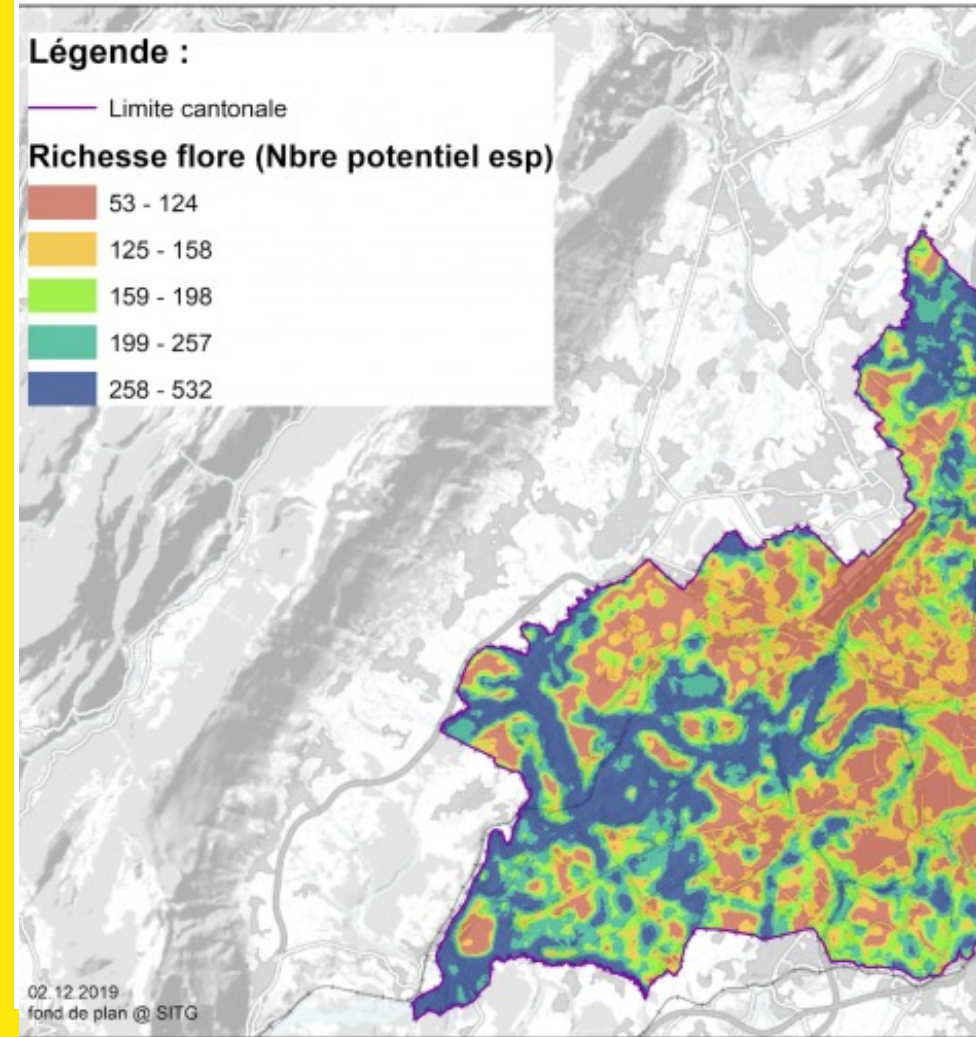 Légende :
Limite cantonale
Richesse flore (Nbre potentiel esp)
53 - 124
125 - 158
159 - 198
199 - 257
258 - 532
02.12.2019
fond de plan @ SITG